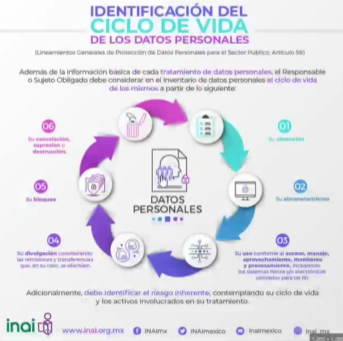 IDENTIFICACIÓN DEL
CICLO DE VIDA
DE LOS DATOS PERSONALES
(Lineamientos Generales de Protección de Datos Personales para el Sector Público, Artículo 59)
Además de la información básica de cada tratamiento de datos personales, el Responsable
o Sujeto Obligado debe considerar en el Inventario de datos personales el ciclo de vida
de los mismos a partir de lo siguiente:
06
Su cancelación,
supresión o
destrucción.
01
Su obtención
05
Su bloqueo
DATOS
PERSONALES
02
Su almacenamiento
04
Su divulgación considerando
las remisiones y transferencias
que, en su caso, se efectúen.
03
Su uso conforme al acceso, manejo,
aprovechamiento, monitoreo
y procesamiento, incluyendo
los sistemas físicos y/o electrónicos
utilizados para tal fin.
Adicionalmente, debe identificar el riesgo inherente, contemplando su ciclo de vida
y los activos involucrados en su tratamiento.
inai
www.inai.org.mx
INAImx
INAImexico
inaimexico
inai_mx